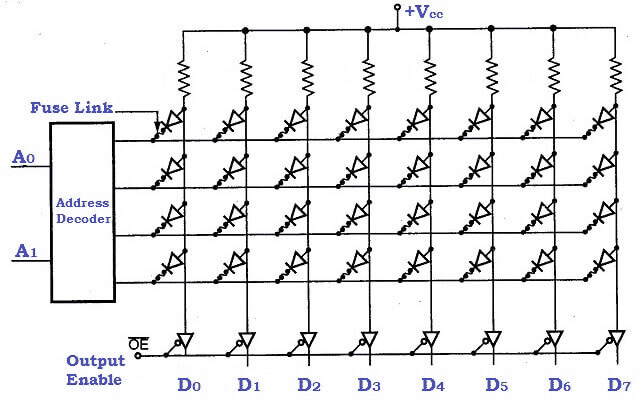 +Vcc
Fuse Link
A0
Address
Decoder
A1
OE
Output
Enable
D0 D1 D2 D3 D4 D5 D6 D7